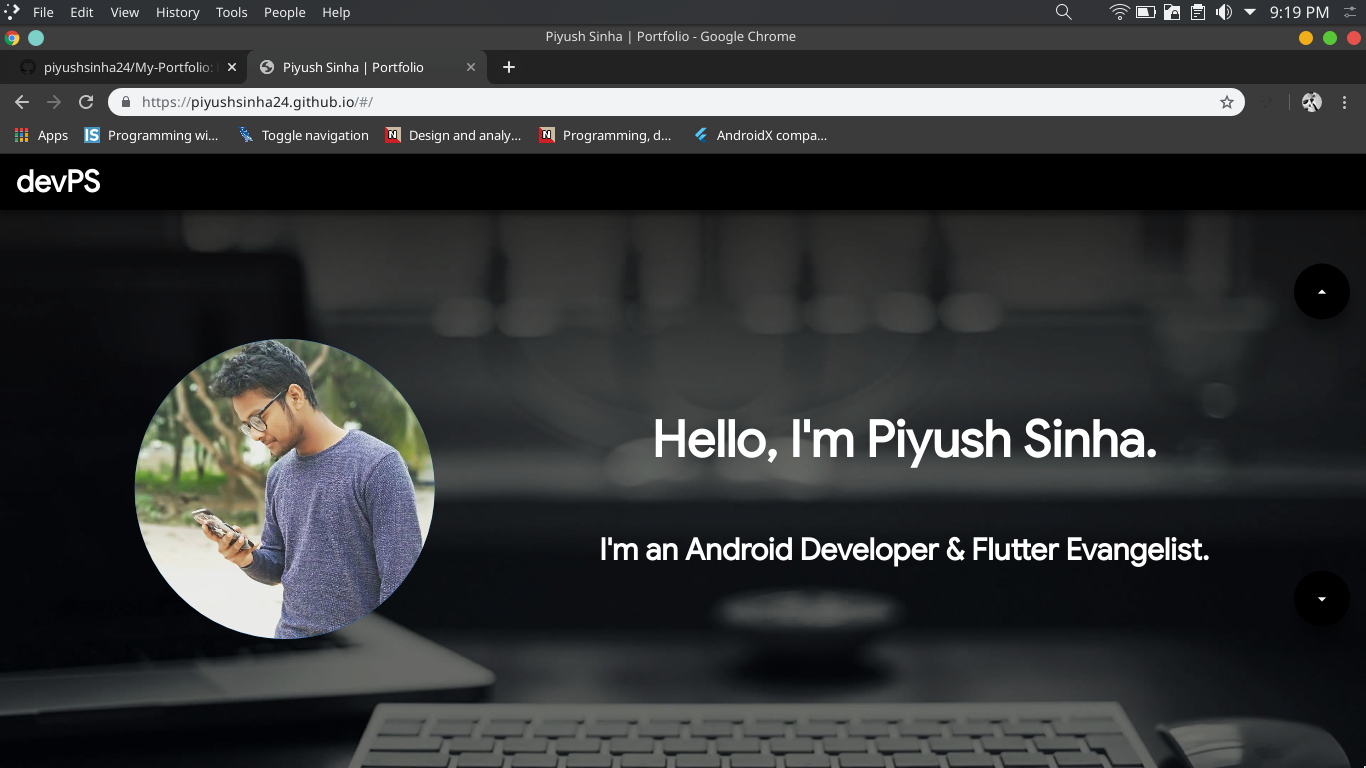 File Edit View History Tools People Help 9:19 PM
Piyush Sinha | Portfolio - Google Chrome
piyushsinha24/My-Portfolio: Piyush Sinha | Portfolio
https://piyushsinha24.github.io/#/
Apps Programming wi... Toggle navigation Design and analy... Programming, d... AndroidX compa...
devPS
Hello, I'm Piyush Sinha.
I'm an Android Developer & Flutter Evangelist.